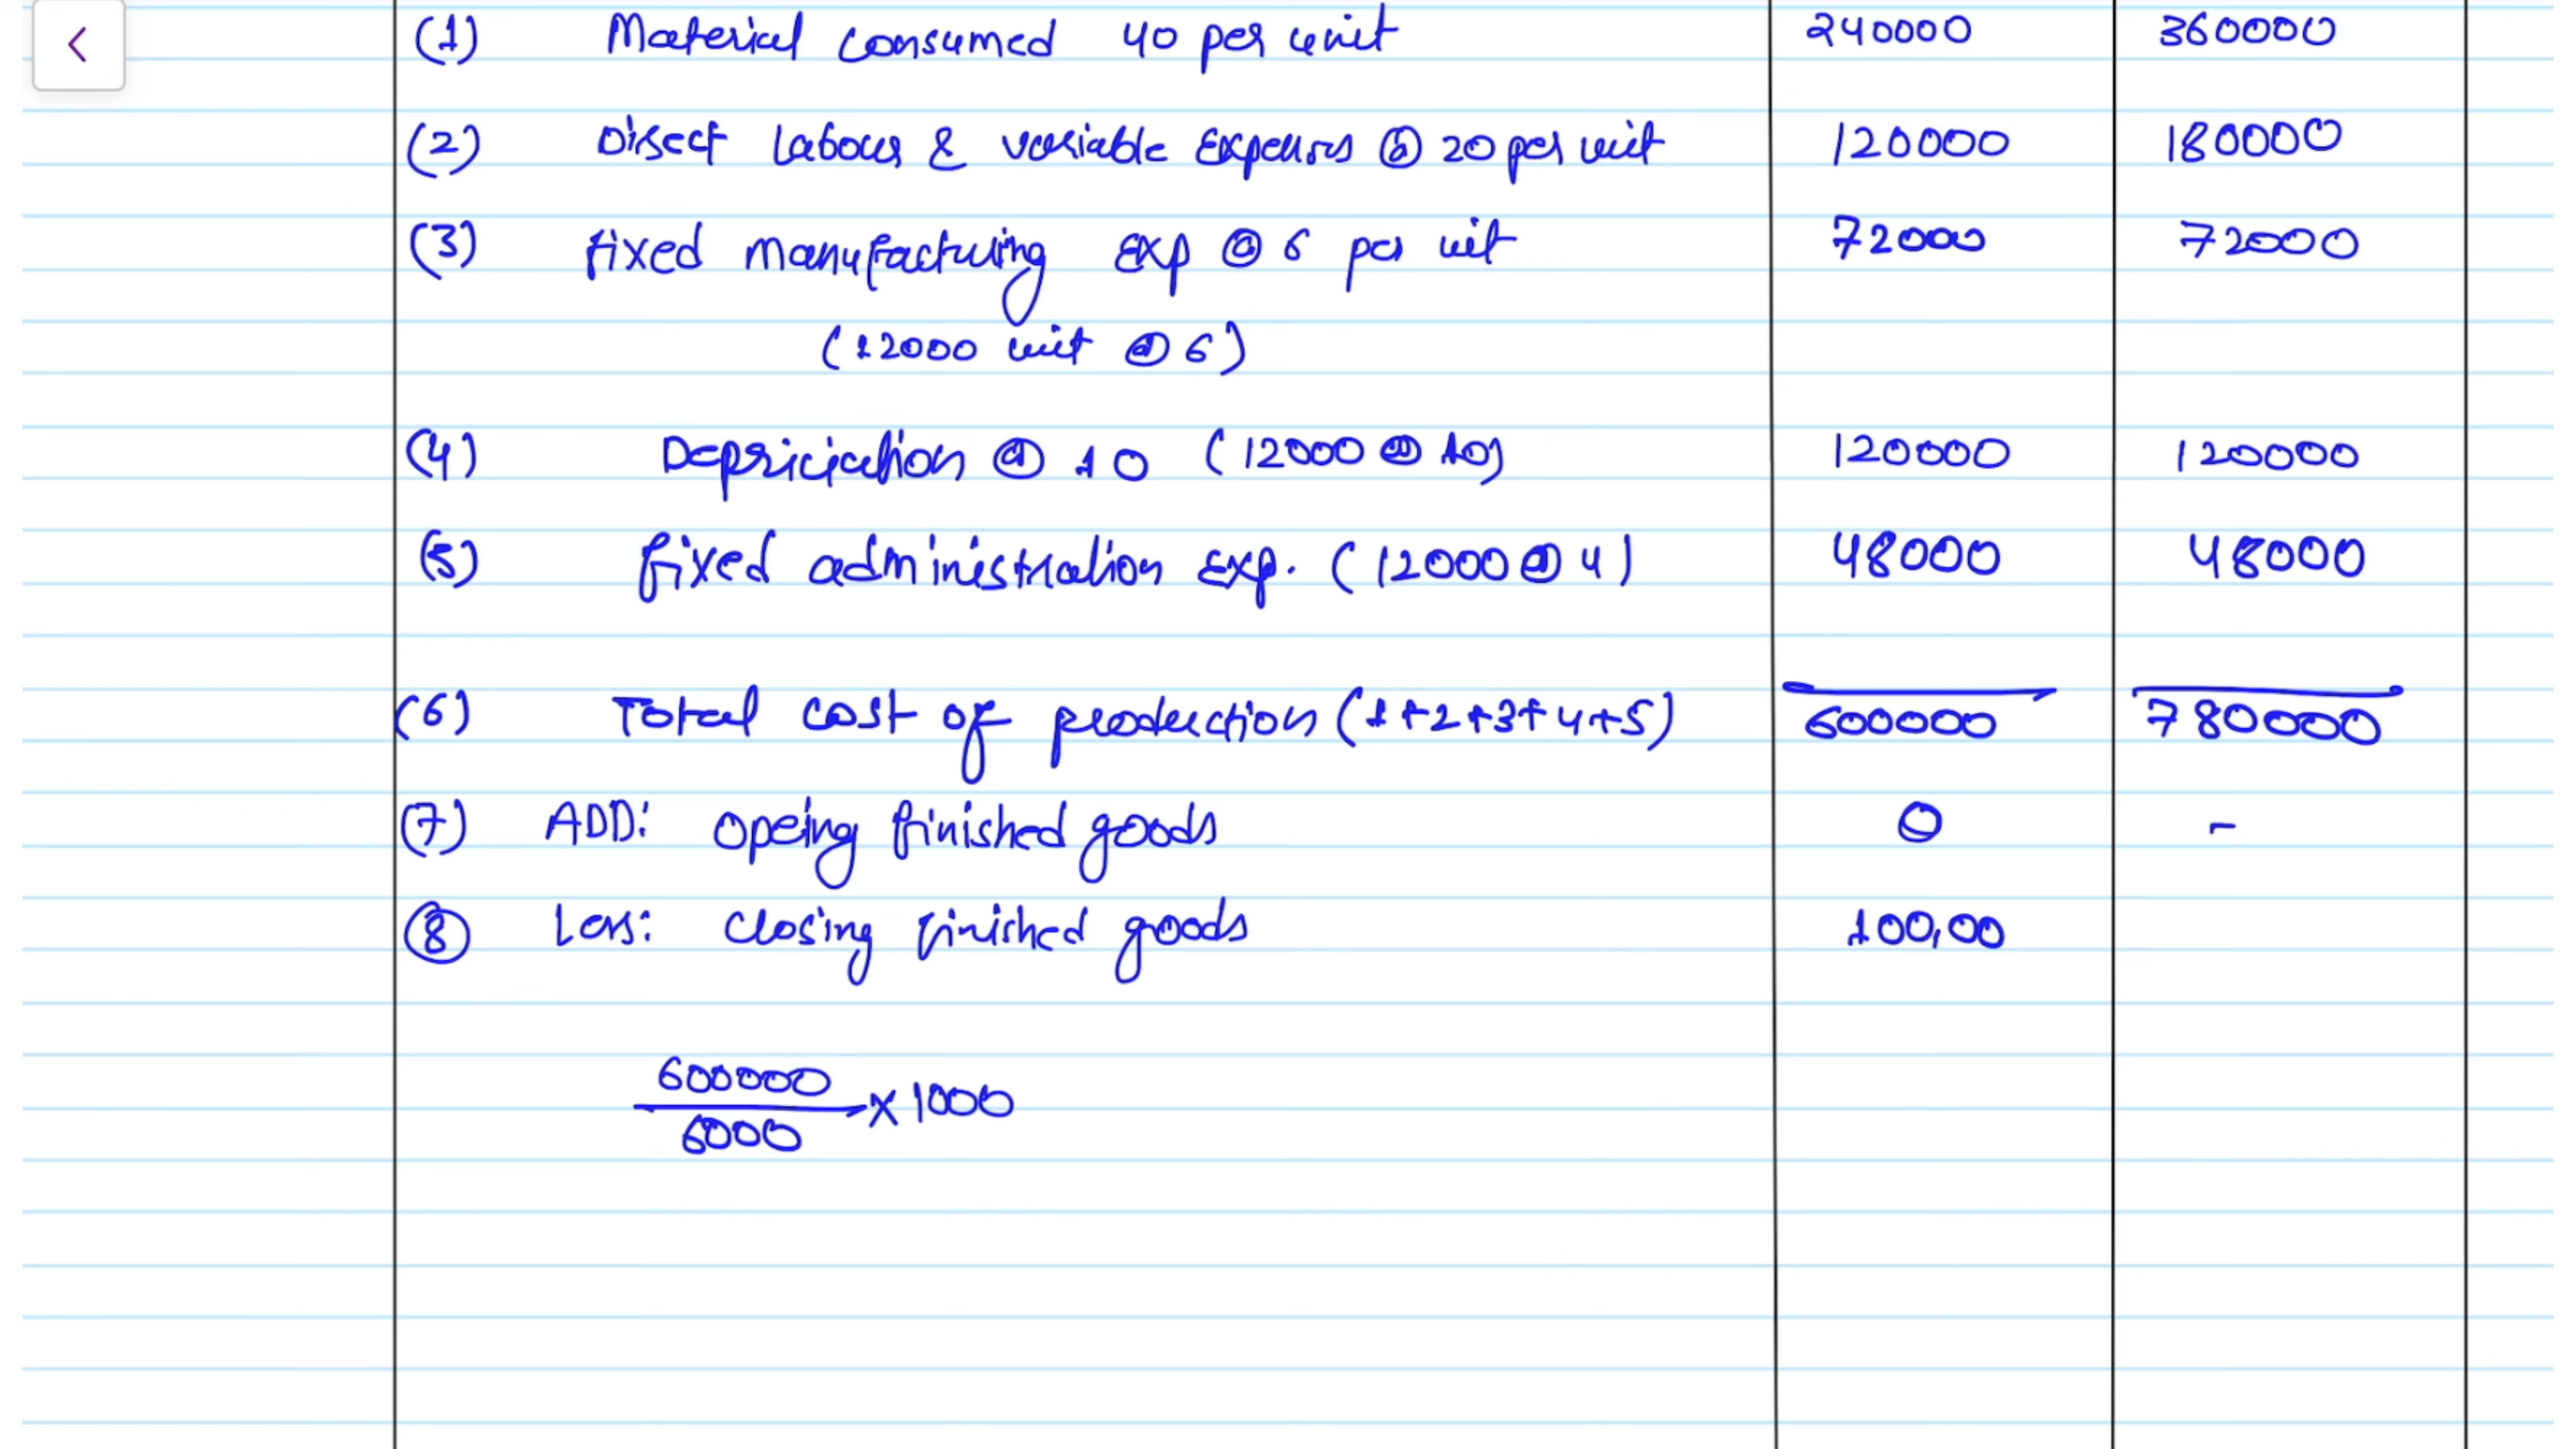 (1) Material consumed 40 per unit 240000 360000
(2) Direct labour & variable Expenses @ 20 per unit 120000 180000
(3) fixed manufacturing Exp @ 6 per uit 72000 72000
(12000 uit @ 6)
(4) Depriciation @ 10 (12000 @ 10) 120000 120000
(5) fixed administration Exp. (12000 @ 4) 48000 48000
(6) Total cost of production (1+2+3+4+5) 600000 780000
(7) ADD: opeing finished goods 0 -
(8) Less: closing finished goods 100,00
600000
6000 × 1000